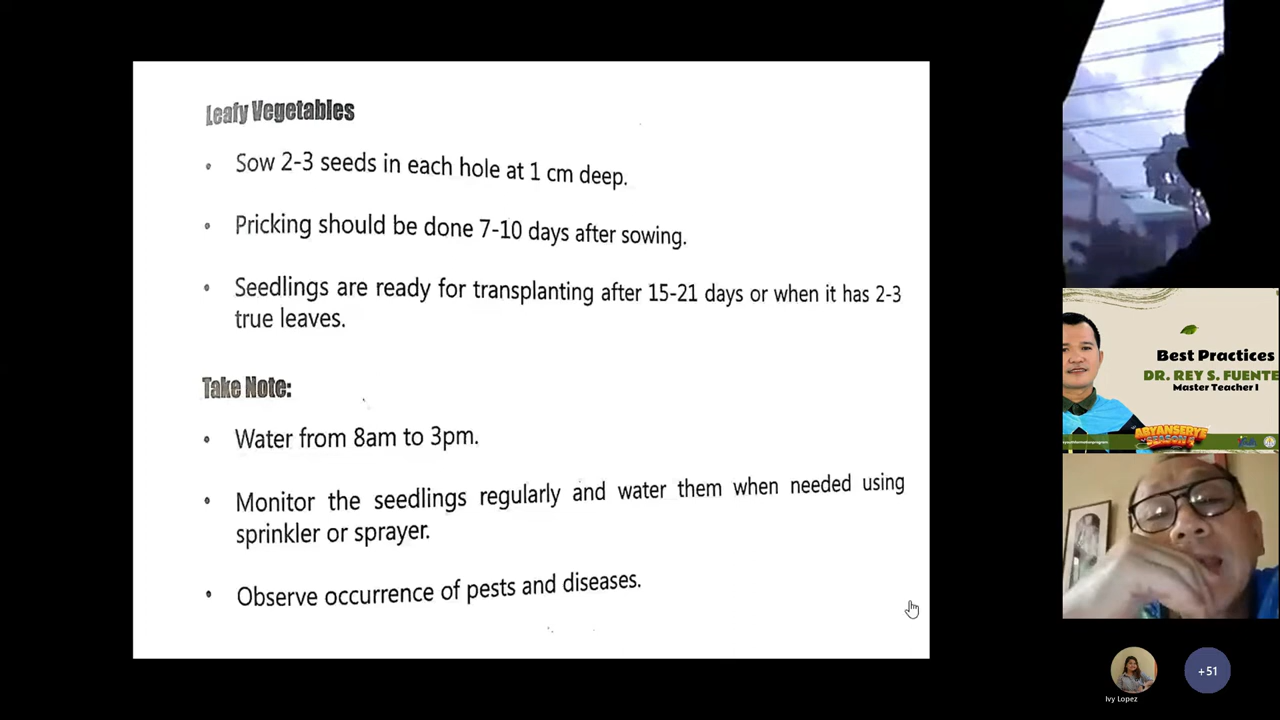 Leafy Vegetables
• Sow 2-3 seeds in each hole at 1 cm deep.
• Pricking should be done 7-10 days after sowing.
• Seedlings are ready for transplanting after 15-21 days or when it has 2-3
true leaves.
Take Note:
• Water from 8am to 3pm.
• Monitor the seedlings regularly and water them when needed using
sprinkler or sprayer.
• Observe occurrence of pests and diseases.
Best Practices
DR. REY S. FUENTE
Master Teacher I
ABYANSERYE
SEASON
+51
Ivy Lopez